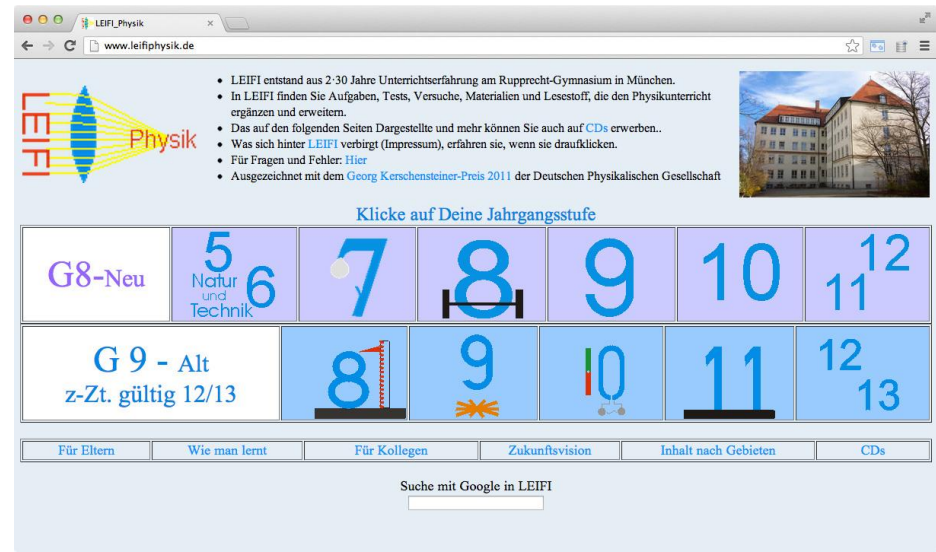 LEIFI_Physik
www.leifiphysik.de
LEIFI
Physik
• LEIFI entstand aus 2·30 Jahre Unterrichtserfahrung am Rupprecht-Gymnasium in München.
• In LEIFI finden Sie Aufgaben, Tests, Versuche, Materialien und Lesestoff, die den Physikunterricht
ergänzen und erweitern.
• Das auf den folgenden Seiten Dargestellte und mehr können Sie auch auf CDs erwerben..
• Was sich hinter LEIFI verbirgt (Impressum), erfahren sie, wenn sie draufklicken.
• Für Fragen und Fehler: Hier
• Ausgezeichnet mit dem Georg Kerschensteiner-Preis 2011 der Deutschen Physikalischen Gesellschaft
Klicke auf Deine Jahrgangsstufe
G8-Neu
5
Natur
und
Technik
6
7
8
9
10
11
12
G 9 - Alt
z-Zt. gültig 12/13
8
9
10
11
12
13
Für Eltern
Wie man lernt
Für Kollegen
Zukunftsvision
Inhalt nach Gebieten
CDs
Suche mit Google in LEIFI